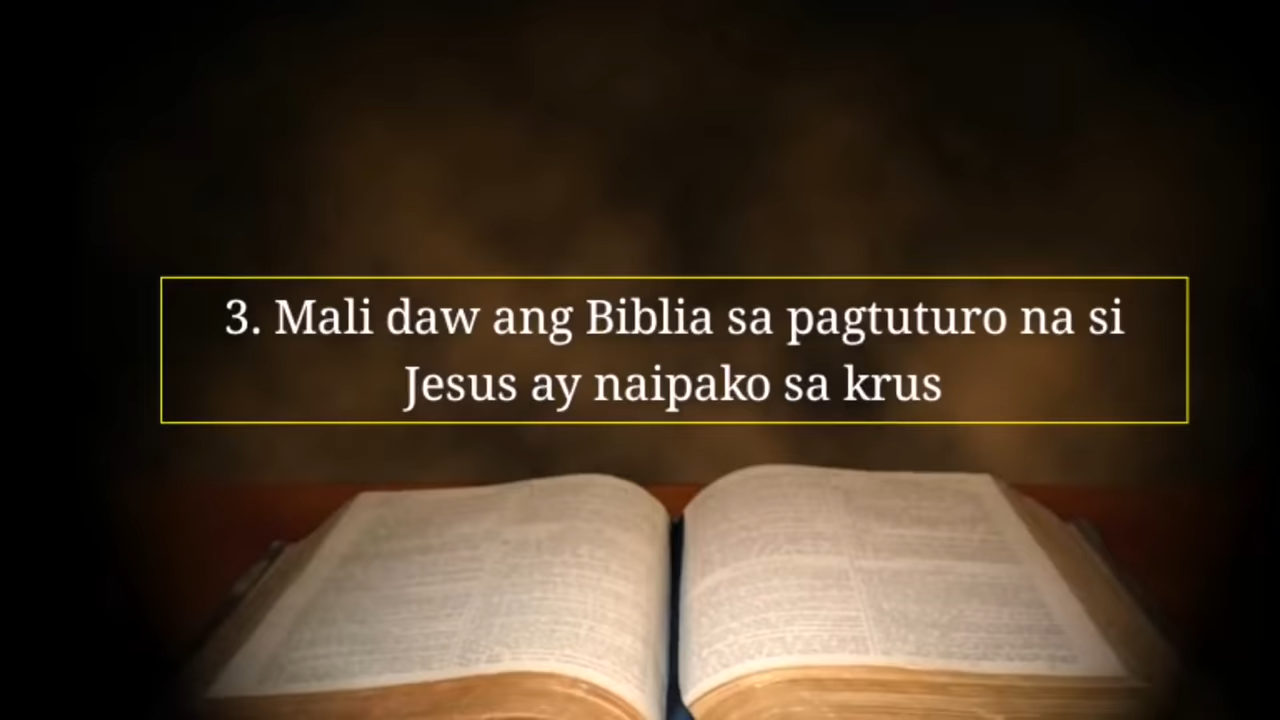 3. Mali daw ang Biblia sa pagtuturo na si
Jesus ay naipako sa krus